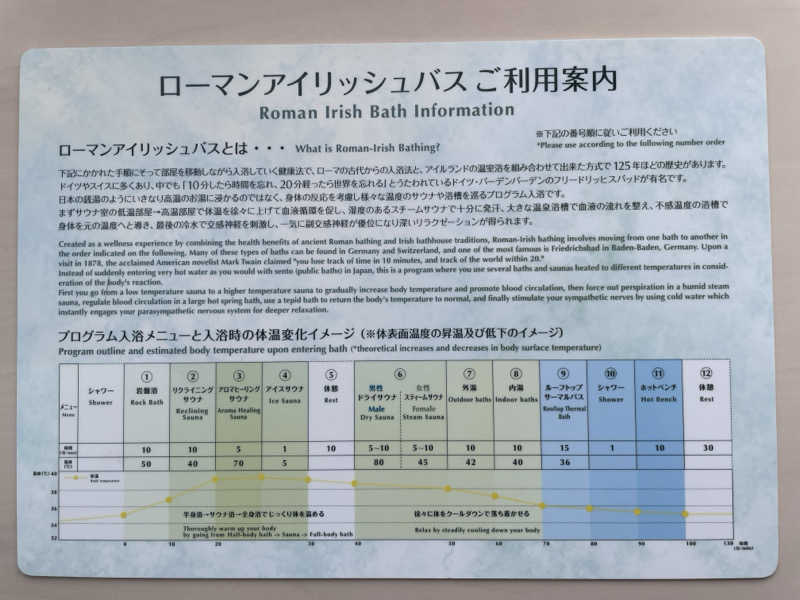 ローマンアイリッシュバス ご利用案内
Roman Irish Bath Information
※下記の番号順に従いご利用ください
*Please use according to the following number order
ローマンアイリッシュバスとは・・・ What is Roman-Irish Bathing?
下記にかかれた手順にそって部屋を移動しながら入浴していく健康法で、ローマの古代からの入浴法と、アイルランドの温室浴を組み合わせて出来た方式で125年ほどの歴史があります。
ドイツやスイスに多くあり、中でも「10分したら時間を忘れ、20分経ったら世界を忘れる」とうたわれているドイツ・バーデンバーデンのフリードリッヒスバッドが有名です。
日本の銭湯のようにいきなり高温のお湯に浸かるのではなく、身体の反応を考慮し様々な温度のサウナや浴槽を巡るプログラム入浴です。
まずサウナ室の低温部屋→高温部屋で体温を徐々に上げて血液循環を促し、湿度のあるスチームサウナで十分に発汗、大きな温泉浴槽で血液の流れを整え、不感温度の浴槽で
身体を元の温度へと導き、最後の冷水で交感神経を刺激し、一気に副交感神経が優位になり深いリラクゼーションが得られます。
Created as a wellness experience by combining the health benefits of ancient Roman bathing and Irish bathhouse traditions, Roman-Irish bathing involves moving from one bath to another in
the order indicated on the following. Many of these types of baths can be found in Germany and Switzerland, and one of the most famous is Friedrichsbad in Baden-Baden, Germany. Upon a
visit in 1878, the acclaimed American novelist Mark Twain claimed "you lose track of time in 10 minutes, and track of the world within 20."
Instead of suddenly entering very hot water as you would with sento (public baths) in Japan, this is a program where you use several baths and saunas heated to different temperatures in consid-
eration of the body's reaction.
First you go from a low temperature sauna to a higher temperature sauna to gradually increase body temperature and promote blood circulation, then force out perspiration in a humid steam
sauna, regulate blood circulation in a large hot spring bath, use a tepid bath to return the body's temperature to normal, and finally stimulate your sympathetic nerves by using cold water which
instantly engages your parasympathetic nervous system for deeper relaxation.
プログラム入浴メニューと入浴時の体温変化イメージ（※体表面温度の昇温及び低下のイメージ）
Program outline and estimated body temperature upon entering bath (*theoretical increases and decreases in body surface temperature)
① ② ③ ④ ⑤ ⑥ ⑦ ⑧ ⑨ ⑩ ⑪ ⑫
メニュー Menu
シャワー Shower
岩盤浴 Rock Bath
リクライニングサウナ Reclining Sauna
アロマヒーリングサウナ Aroma Healing Sauna
アイスサウナ Ice Sauna
休憩 Rest
男性 ドライサウナ Male Dry Sauna
女性 スティームサウナ Female Steam Sauna
外湯 Outdoor baths
内湯 Indoor baths
ルーフトップサーマルバス Rooftop Thermal Bath
シャワー Shower
ホットベンチ Hot Bench
休憩 Rest
時間 10 10 5 1 10 5~10 5~10 10 10 15 1 10 30
温度 50 40 70 5 80 45 42 40 36
40
38
36
34
32
半身浴→サウナ浴→全身浴でじっくり体を温める
Thoroughly warm up your body
by going from Half-body bath -> Sauna -> Full-body bath
徐々に体をクールダウンで落ち着かせる
Relax by steadily cooling down your body
0 10 20 30 40 50 60 70 80 90 100 130 時間